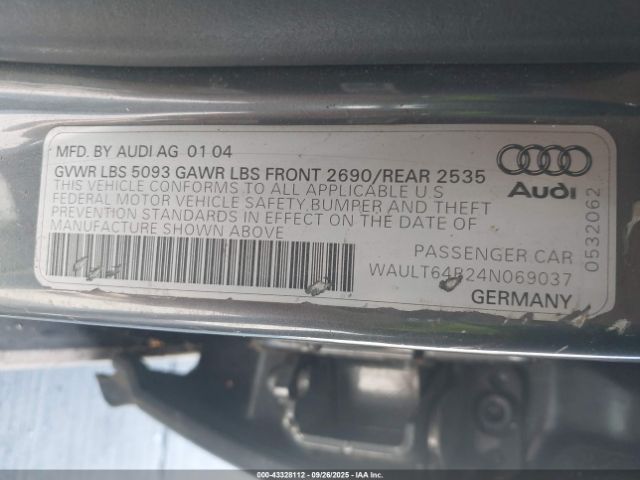 MFD. BY AUDI AG 01 04
GVWR LBS 5093 GAWR LBS FRONT 2690/REAR 2535
THIS VEHICLE CONFORMS TO ALL APPLICABLE U S
FEDERAL MOTOR VEHICLE SAFETY,BUMPER AND THEFT
PREVENTION STANDARDS IN EFFECT ON THE DATE OF
MANUFACTURE SHOWN ABOVE
Audi
0532062
PASSENGER CAR
WAULT64B24N069037
GERMANY
000-43328112 - 09/26/2025 - IAA Inc.